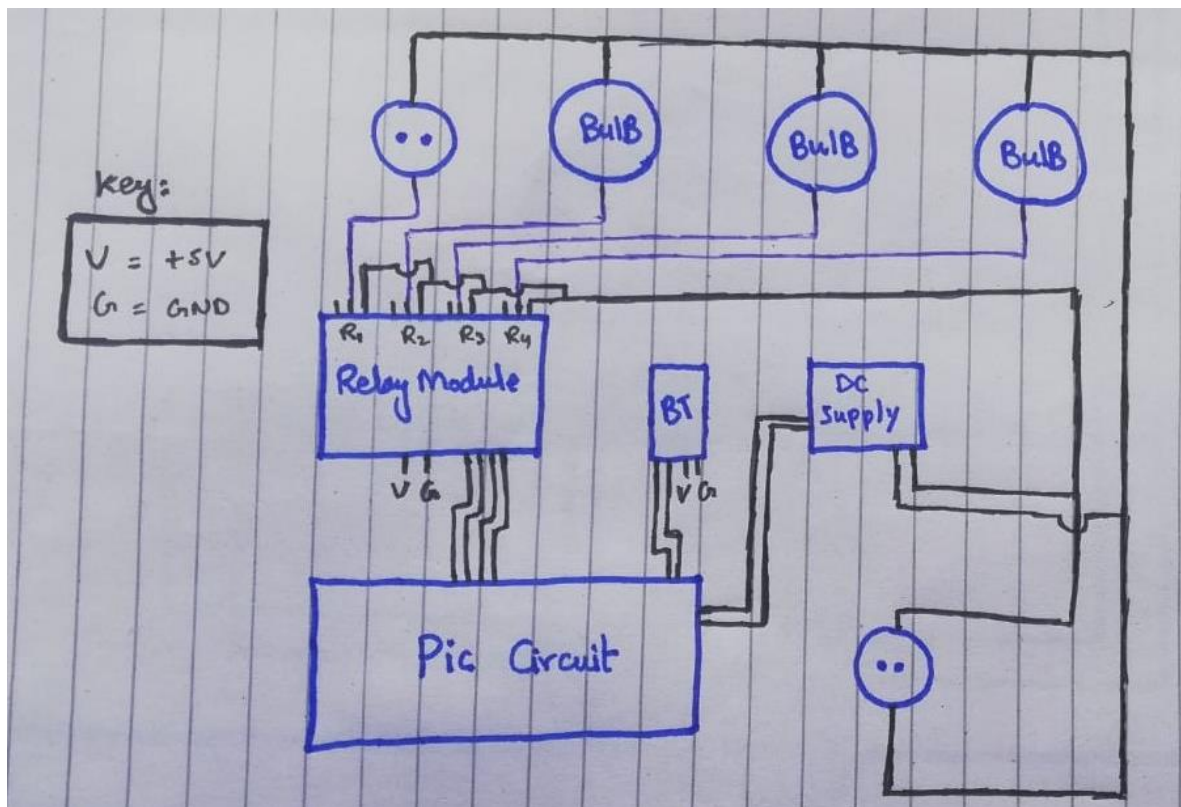 BulB
BulB
BulB
Key:
V = +5V
G = GND
R1 R2 R3 R4
Relay Module
V G
BT
V G
DC
Supply
Pic Circuit